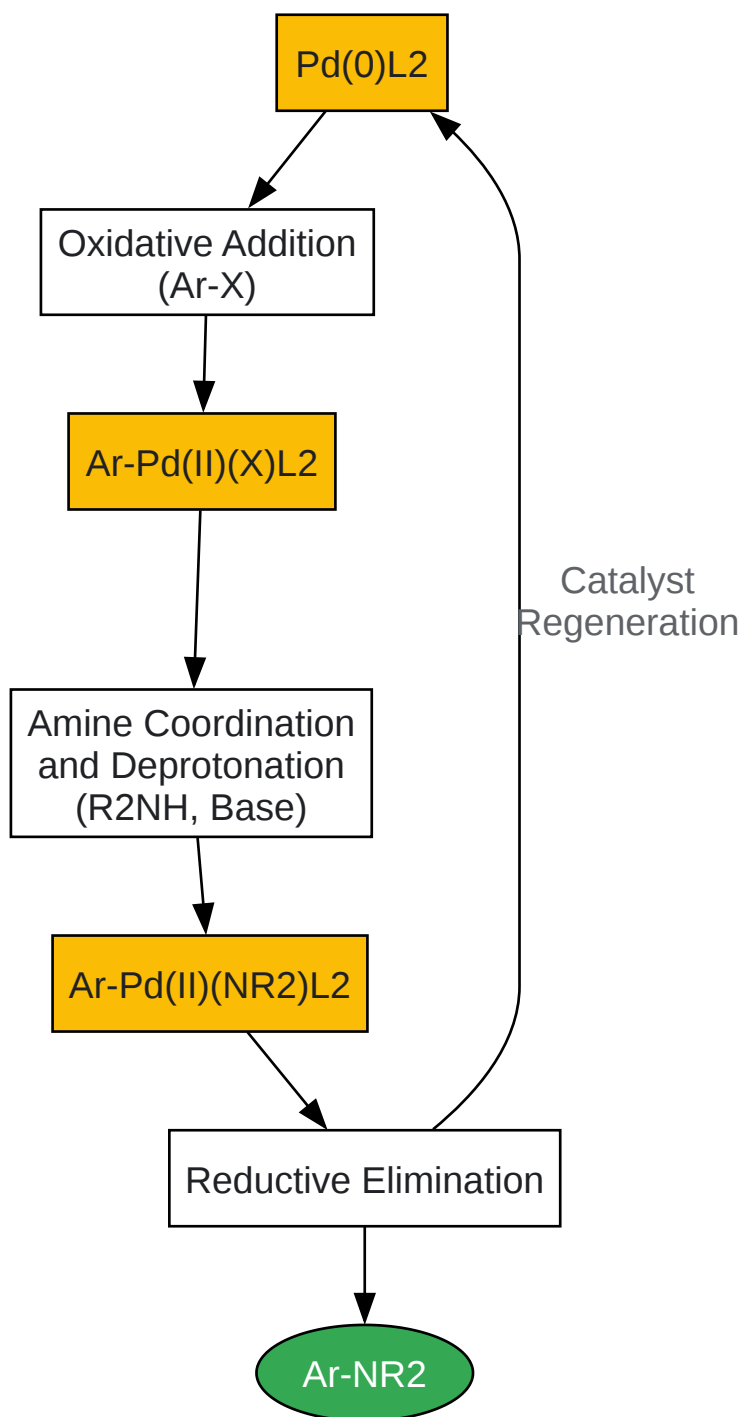 Pd(0)L2
Oxidative Addition
(Ar-X)
Ar-Pd(II)(X)L2
Catalyst
Regeneration
Amine Coordination
and Deprotonation
(R2NH, Base)
Ar-Pd(II)(NR2)L2
Reductive Elimination
Ar-NR2